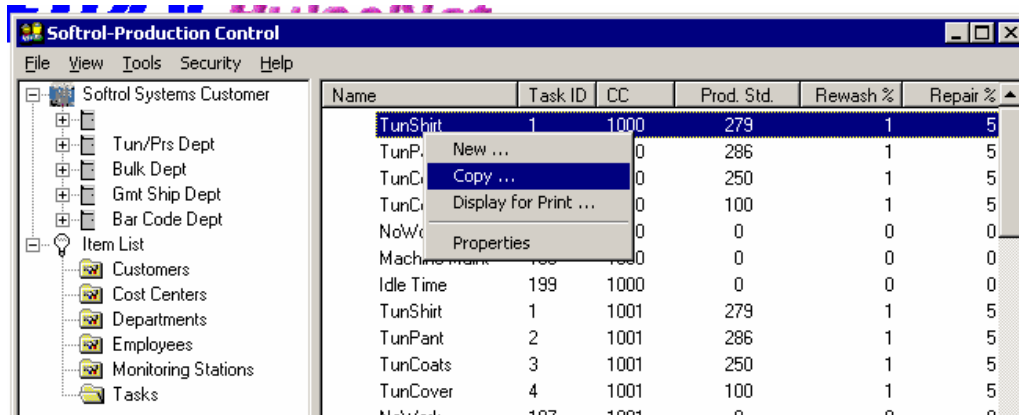 Softrol-Production Control
File View Tools Security Help
Softrol Systems Customer
Tun/Prs Dept
Bulk Dept
Gmt Ship Dept
Bar Code Dept
Item List
Customers
Cost Centers
Departments
Employees
Monitoring Stations
Tasks
Name Task ID CC Prod. Std. Rewash % Repair %
TunShirt 1 1000 279 1 5
286 1 5
250 1 5
100 1 5
0 0 0
0 0 0
Idle Time 199 1000 0 0 0
TunShirt 1 1001 279 1 5
TunPant 2 1001 286 1 5
TunCoats 3 1001 250 1 5
TunCover 4 1001 100 1 5
New ...
Copy ...
Display for Print ...
Properties